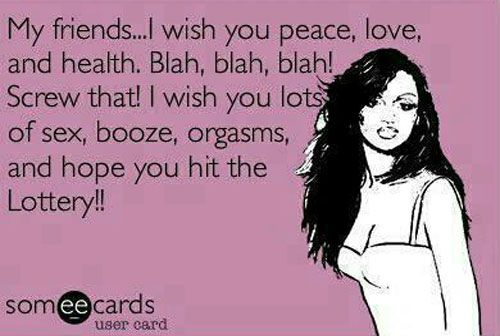 My friends...I wish you peace, love,
and health. Blah, blah, blah!
Screw that! I wish you lots
of sex, booze, orgasms,
and hope you hit the
Lottery!!
someecards
user card